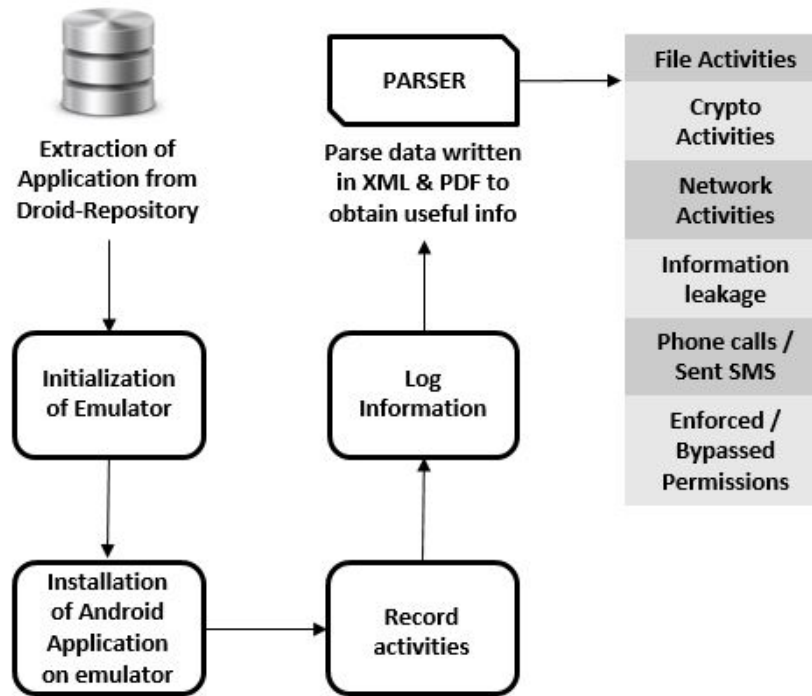 Extraction of
Application from
Droid-Repository
Initialization
of Emulator
Installation
of Android
Application
on emulator
Record
activities
Log
Information
PARSER
Parse data written
in XML & PDF to
obtain useful info
File Activities
Crypto
Activities
Network
Activities
Information
leakage
Phone calls /
Sent SMS
Enforced /
Bypassed
Permissions